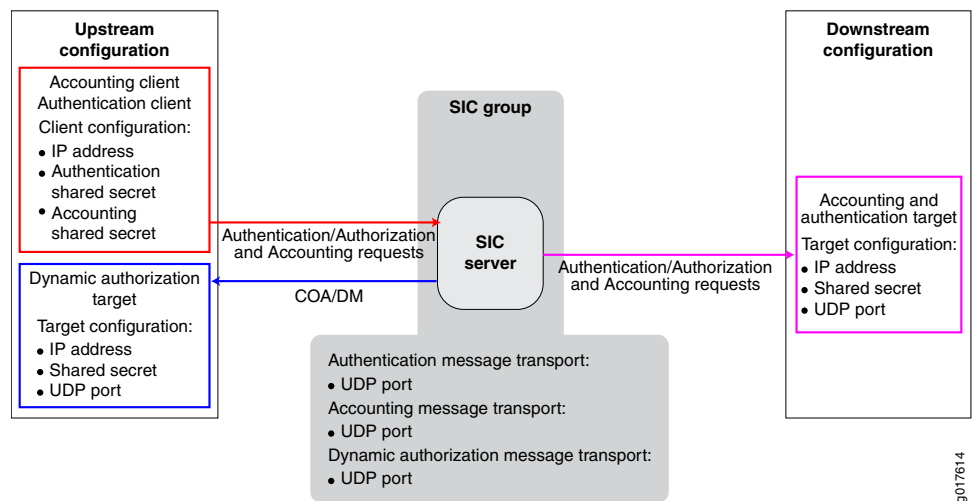 Upstream
configuration
Accounting client
Authentication client
Client configuration:
• IP address
• Authentication
shared secret
• Accounting
shared secret
Dynamic authorization
target
Target configuration:
• IP address
• Shared secret
• UDP port
Authentication/Authorization
and Accounting requests
COA/DM
SIC group
SIC
server
Authentication message transport:
• UDP port
Accounting message transport:
• UDP port
Dynamic authorization message transport:
• UDP port
Authentication/Authorization
and Accounting requests
Downstream
configuration
Accounting and
authentication target
Target configuration:
• IP address
• Shared secret
• UDP port
g017614